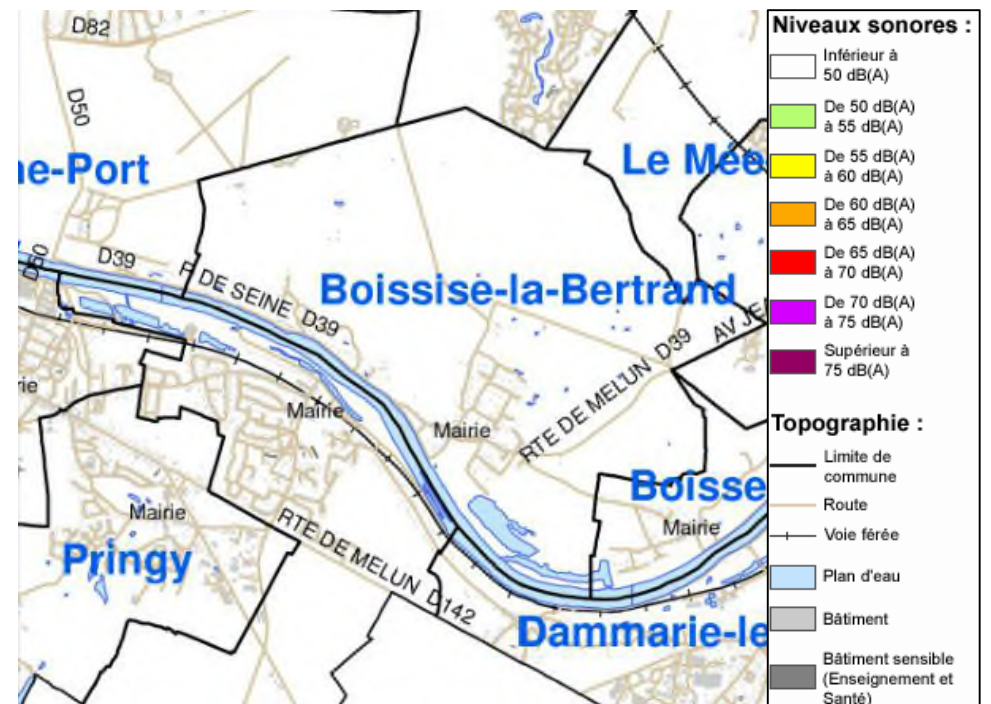 D82
D50
ne-Port
Le Mée
D50
D39
R DE SEINE D39
Boissise-la-Bertrand
AV JEA
RTE DE MELUN D39
rie
Mairie
Mairie
Boisse
Mairie
Mairie
RTE DE MELUN D142
Pringy
Dammarie-le
Niveaux sonores :
Inférieur à
50 dB(A)
De 50 dB(A)
à 55 dB(A)
De 55 dB(A)
à 60 dB(A)
De 60 dB(A)
à 65 dB(A)
De 65 dB(A)
à 70 dB(A)
De 70 dB(A)
à 75 dB(A)
Supérieur à
75 dB(A)
Topographie :
Limite de
commune
Route
Voie férée
Plan d'eau
Bâtiment
Bâtiment sensible
(Enseignement et
Santé)